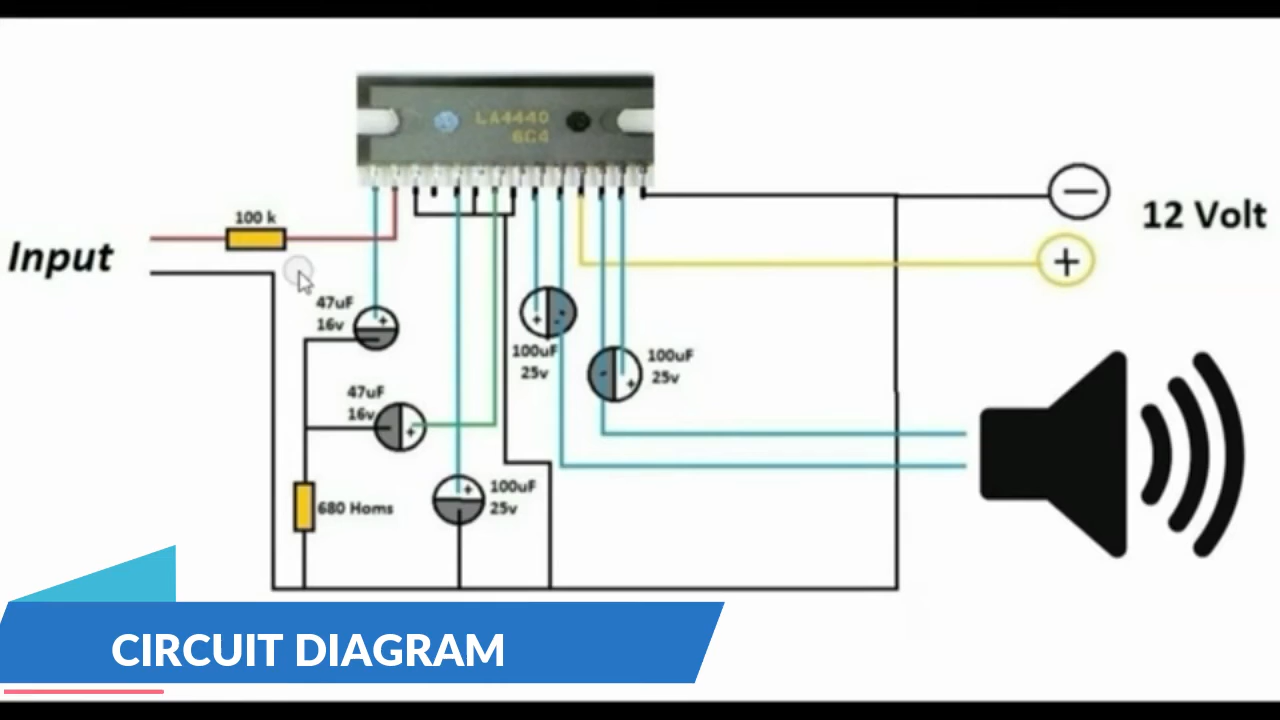 LA4440
6C4
100 k
Input
47uF
16v
47uF
16v
680 Homs
100uF
25v
100uF
25v
100uF
25v
12 Volt
CIRCUIT DIAGRAM